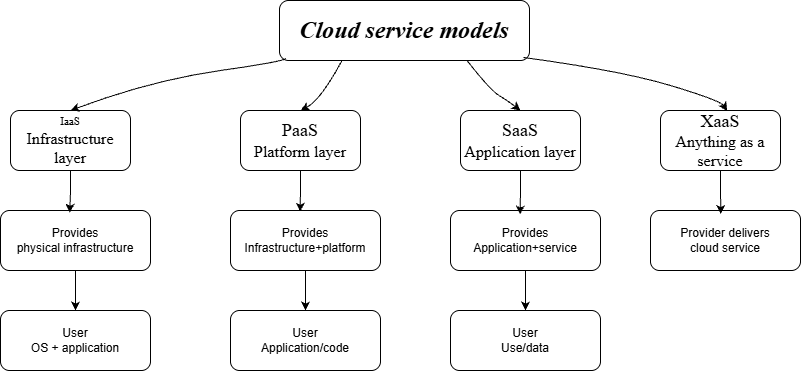 Cloud service models
IaaS
Infrastructure
layer
PaaS
Platform layer
SaaS
Application layer
XaaS
Anything as a
service
Provides
physical infrastructure
Provides
Infrastructure+platform
Provides
Application+service
Provider delivers
cloud service
User
OS + application
User
Application/code
User
Use/data